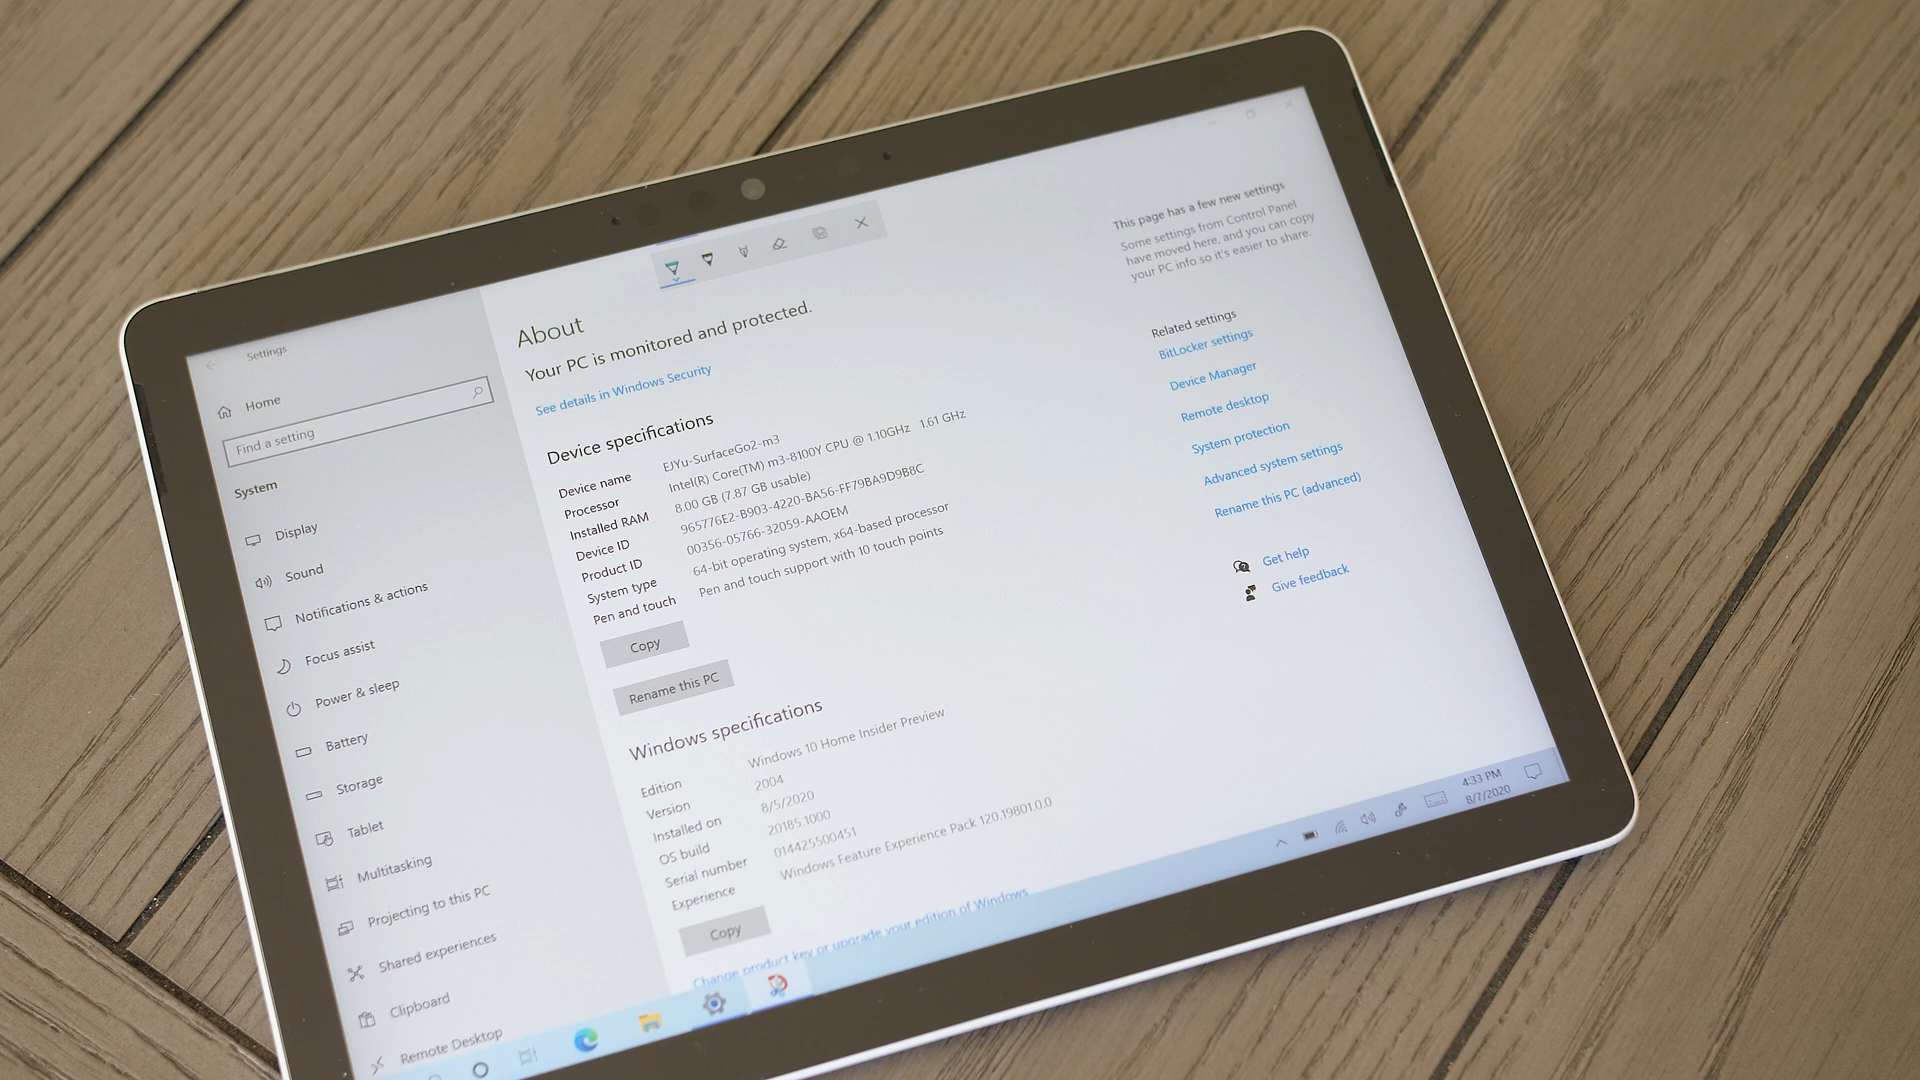 Settings
Home
Find a setting
System
Display
Sound
Notifications & actions
Focus assist
Power & sleep
Battery
Storage
Tablet
Multitasking
Projecting to this PC
Shared experiences
Clipboard
Remote Desktop
About
Your PC is monitored and protected.
See details in Windows Security
Device specifications
Device name EJYu-SurfaceGo2-m3
Processor Intel(R) Core(TM) m3-8100Y CPU @ 1.10GHz 1.61 GHz
Installed RAM 8.00 GB (7.87 GB usable)
Device ID 965776E2-B903-4220-BA56-FF79BA9D9B8C
Product ID 00356-05766-32059-AAOEM
System type 64-bit operating system, x64-based processor
Pen and touch Pen and touch support with 10 touch points
Copy
Rename this PC
Windows specifications
Edition Windows 10 Home Insider Preview
Version 2004
Installed on 8/5/2020
OS build 20185.1000
Serial number 014425500451
Experience Windows Feature Experience Pack 120.19801.0.0
Copy
Change product key or upgrade your edition of Windows
This page has a few new settings
Some settings from Control Panel
have moved here, and you can copy
your PC info so it's easier to share.
Related settings
BitLocker settings
Device Manager
Remote desktop
System protection
Advanced system settings
Rename this PC (advanced)
Get help
Give feedback
4:33 PM
8/7/2020